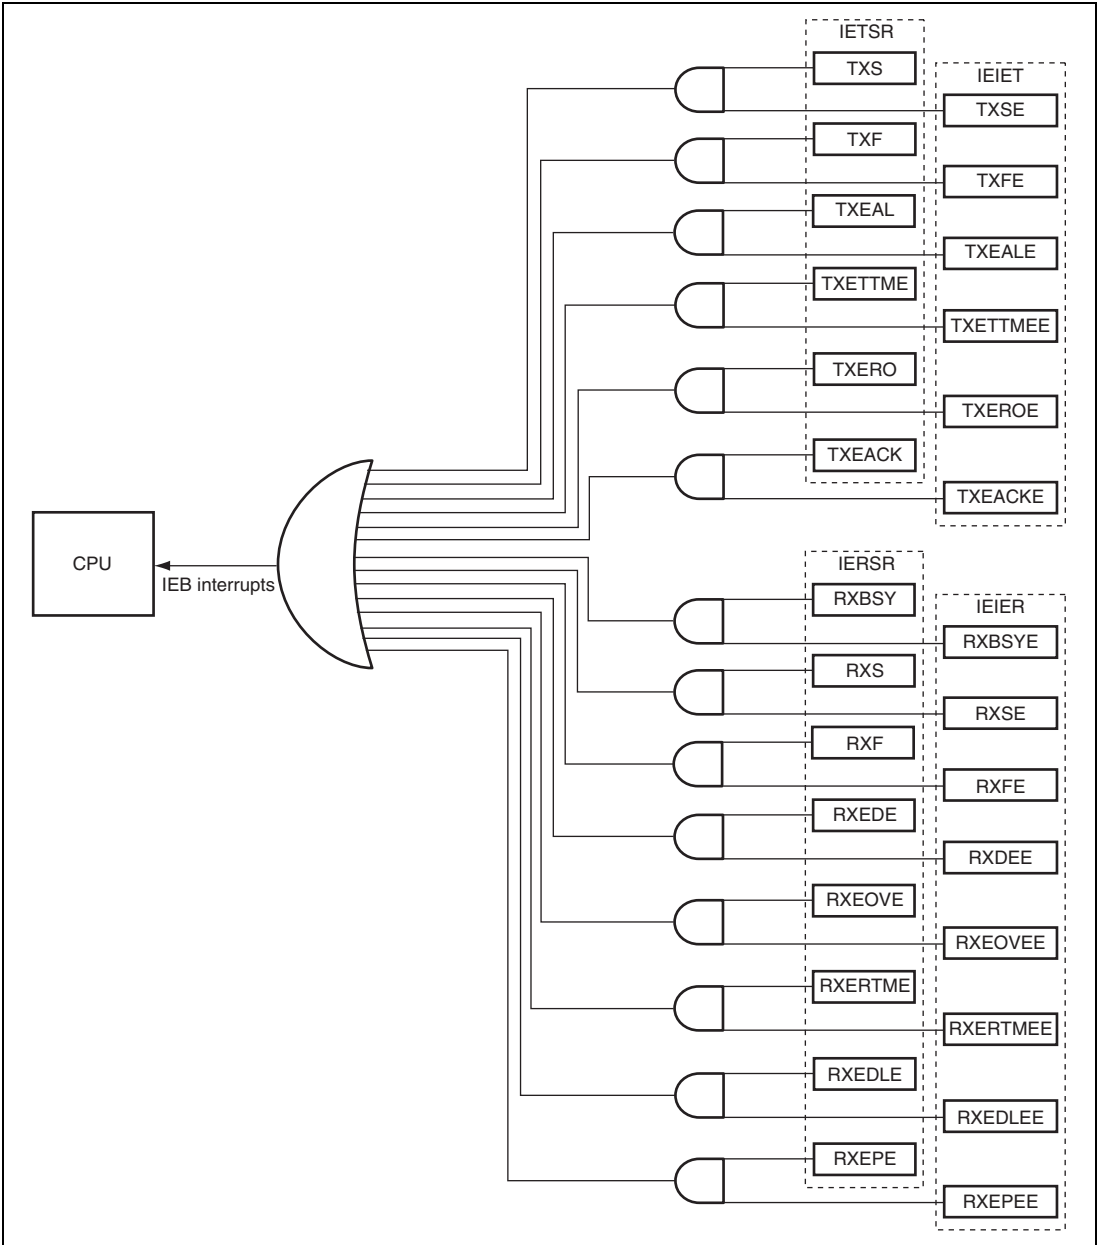 IETSR
TXS
IEIET
TXSE
TXF
TXFE
TXEAL
TXEALE
TXETTME
TXETTMEE
TXERO
TXEROE
TXEACK
TXEACKE
CPU
IEB interrupts
IERSR
RXBSY
IEIER
RXBSYE
RXS
RXSE
RXF
RXFE
RXEDE
RXDEE
RXEOVE
RXEOVEE
RXERTME
RXERTMEE
RXEDLE
RXEDLEE
RXEPE
RXEPEE